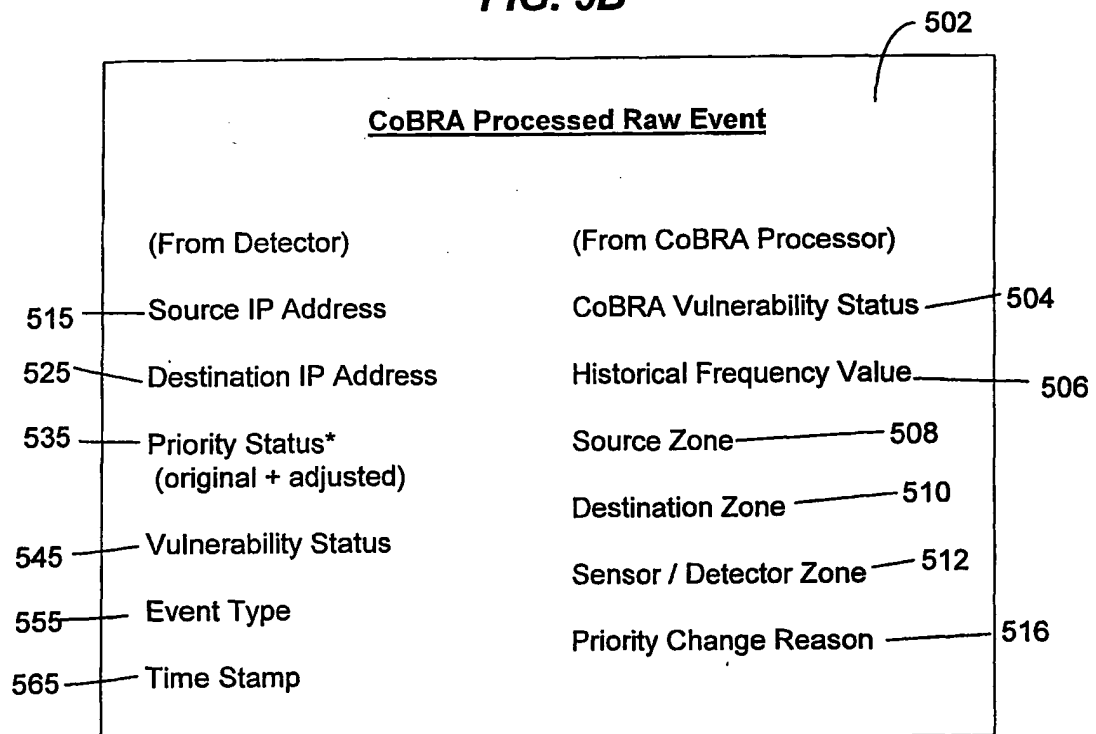 FIG. 5B
502
CoBRA Processed Raw Event
(From Detector) (From CoBRA Processor)
515 Source IP Address CoBRA Vulnerability Status 504
525 Destination IP Address Historical Frequency Value 506
535 Priority Status* Source Zone 508
(original + adjusted)
Destination Zone 510
545 Vulnerability Status
Sensor / Detector Zone 512
555 Event Type
Priority Change Reason 516
565 Time Stamp